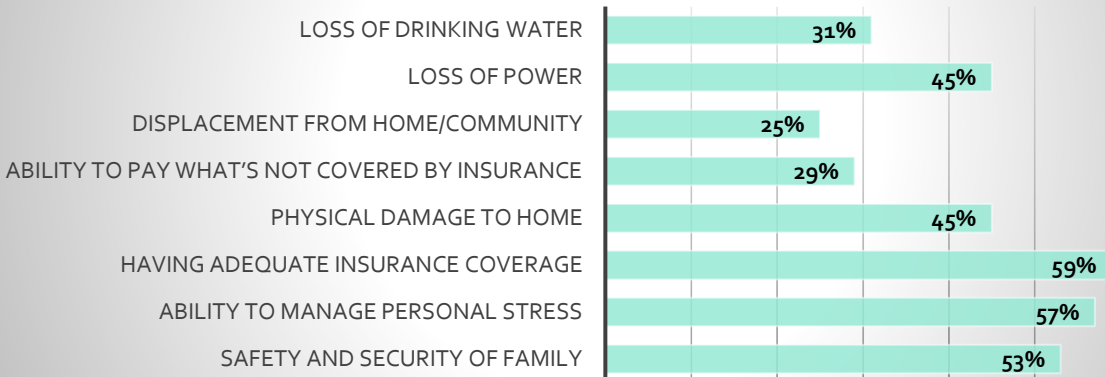 LOSS OF DRINKING WATER 31%
LOSS OF POWER 45%
DISPLACEMENT FROM HOME/COMMUNITY 25%
ABILITY TO PAY WHAT'S NOT COVERED BY INSURANCE 29%
PHYSICAL DAMAGE TO HOME 45%
HAVING ADEQUATE INSURANCE COVERAGE 59%
ABILITY TO MANAGE PERSONAL STRESS 57%
SAFETY AND SECURITY OF FAMILY 53%